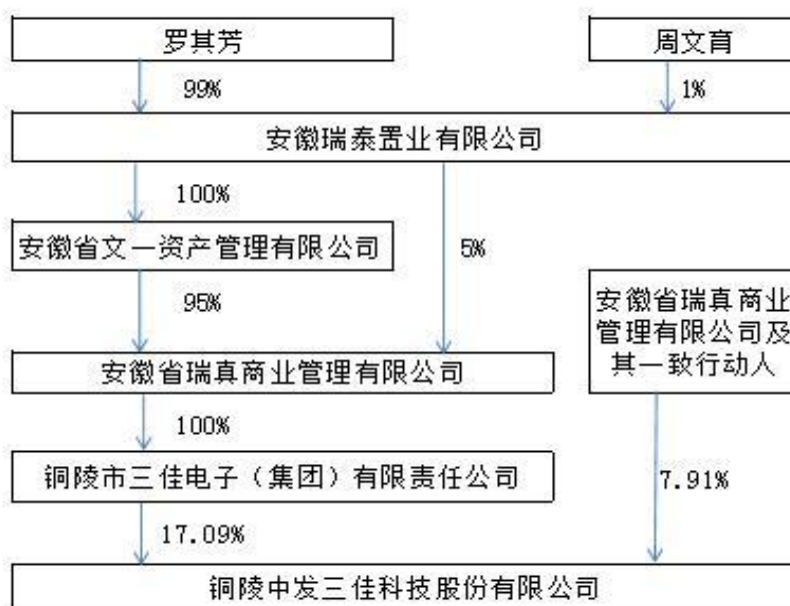 罗其芳
周文育
99%
1%
安徽瑞泰置业有限公司
100%
安徽省文一资产管理有限公司
5%
95%
安徽省瑞真商业
管理有限公司及
其一致行动人
安徽省瑞真商业管理有限公司
100%
铜陵市三佳电子（集团）有限责任公司
7.91%
17.09%
铜陵中发三佳科技股份有限公司